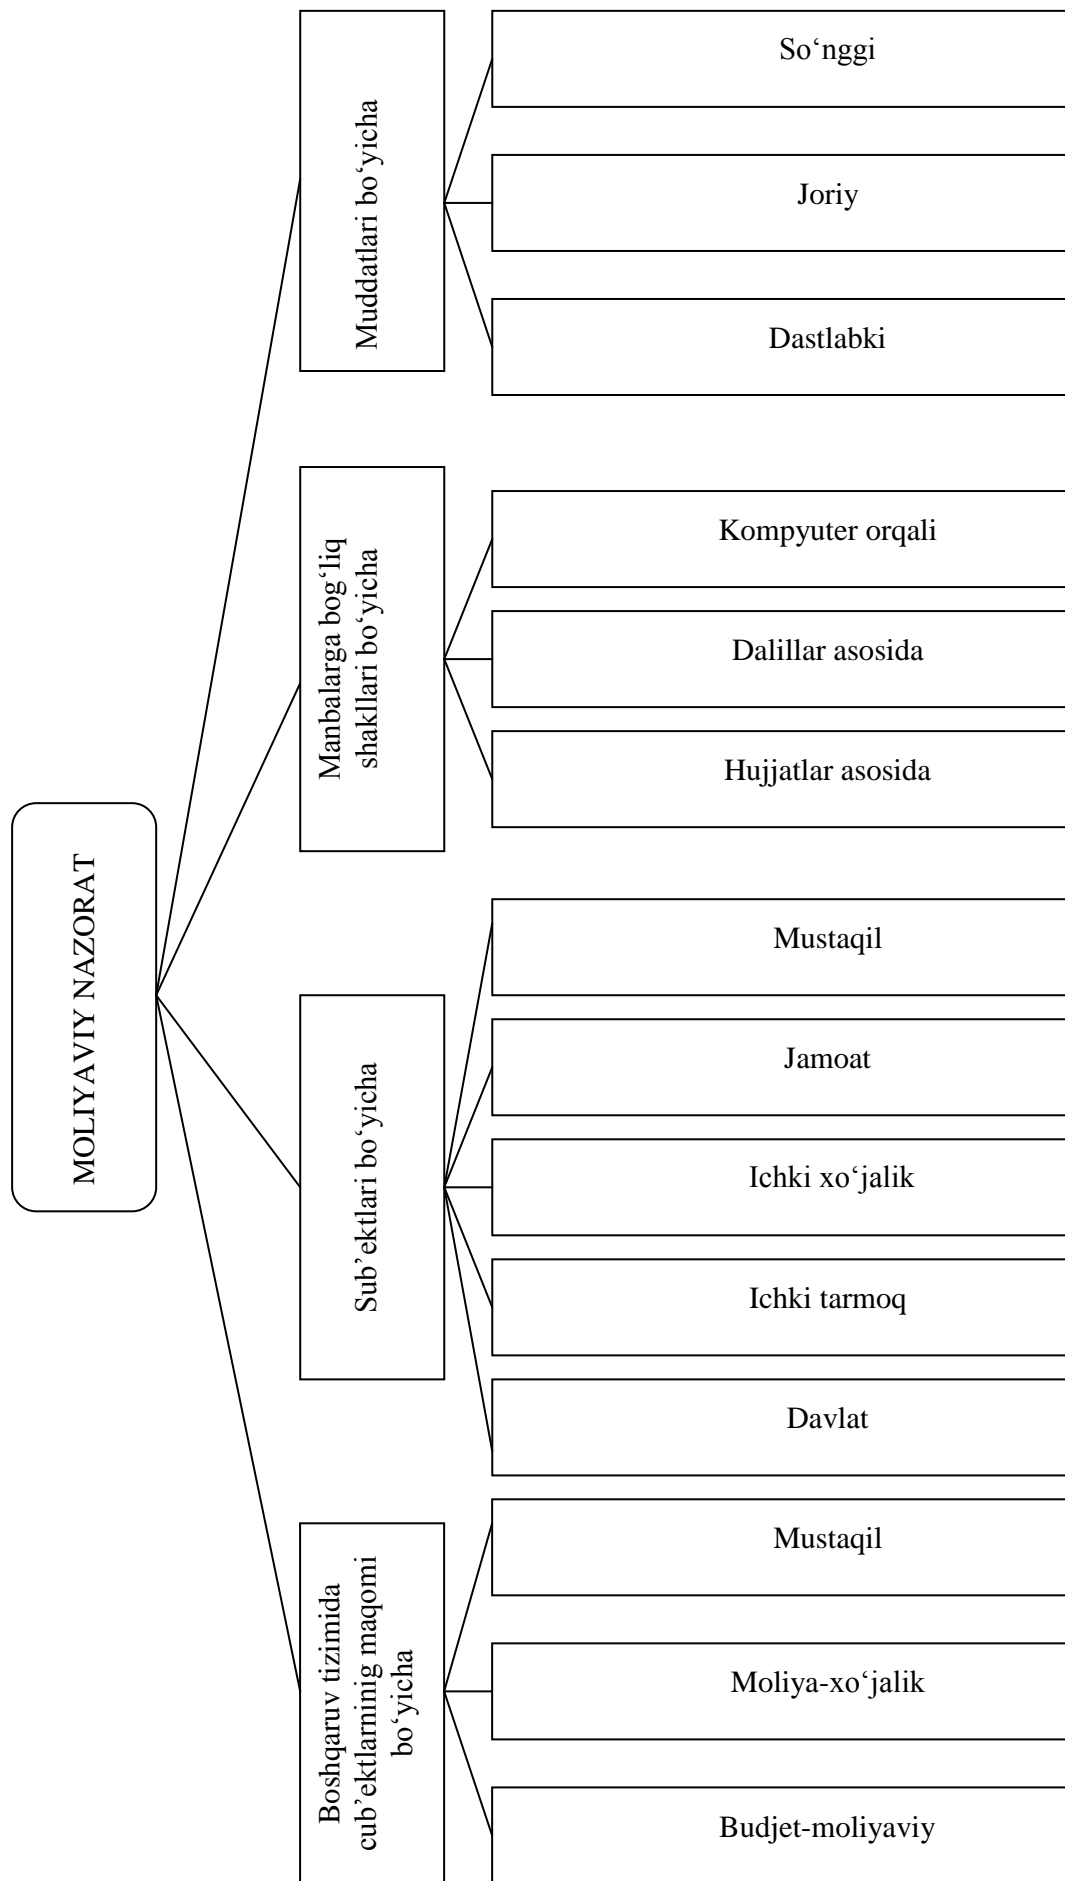 MOLIYAVIY NAZORAT
Muddatlari bo‘yicha
So‘nggi
Joriy
Dastlabki
Manbalarga bog‘liq
shakllari bo‘yicha
Kompyuter orqali
Dalillar asosida
Hujjatlar asosida
Sub’ektlari bo‘yicha
Mustaqil
Jamoat
Ichki xo‘jalik
Ichki tarmoq
Davlat
Boshqaruv tizimida
cub’ektlarninig maqomi
bo‘yicha
Mustaqil
Moliya-xo‘jalik
Budjet-moliyaviy